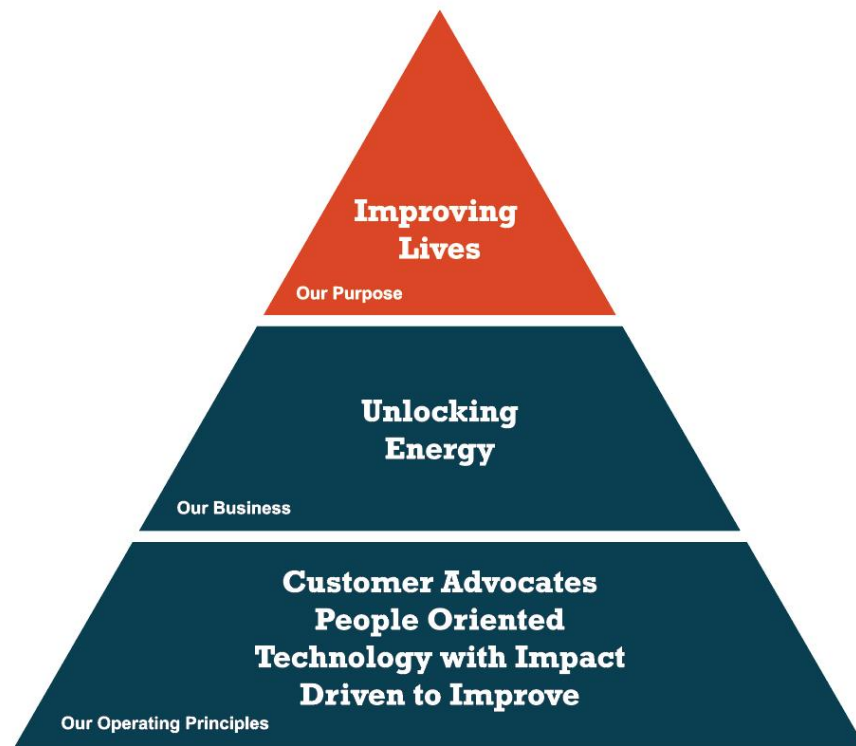 Improving
Lives
Our Purpose
Unlocking
Energy
Our Business
Customer Advocates
People Oriented
Technology with Impact
Driven to Improve
Our Operating Principles